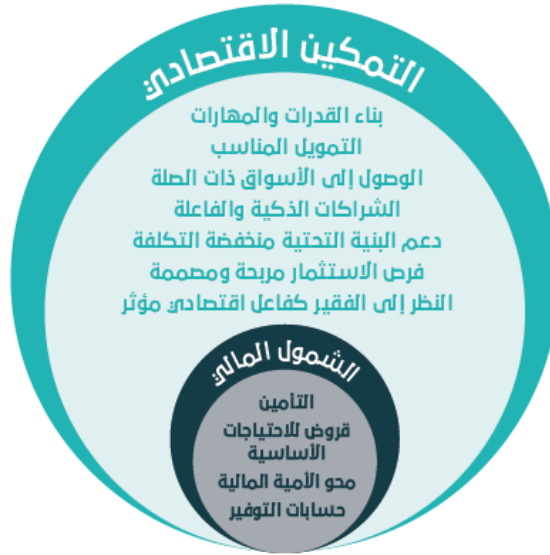 التمكين الاقتصادي
بناء القدرات والمهارات
التمويل المناسب
الوصول إلى الأسواق ذات الصلة
الشراكات الذكية والفاعلة
دعم البنية التحتية منخفضة التكلفة
فرص الاستثمار مربحة ومصممة
النظر إلى الفقير كفاعل اقتصادي مؤثر
الشمول المالي
التأمين
قروض للاحتياجات
الأساسية
محو الأمية المالية
حسابات التوفير